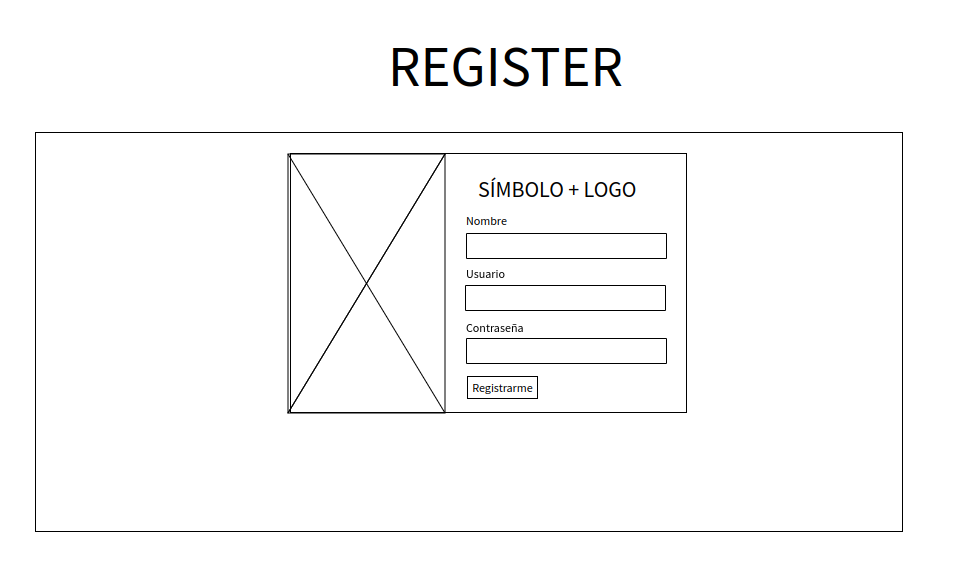 REGISTER
SÍMBOLO + LOGO
Nombre
Usuario
Contraseña
Registrarme